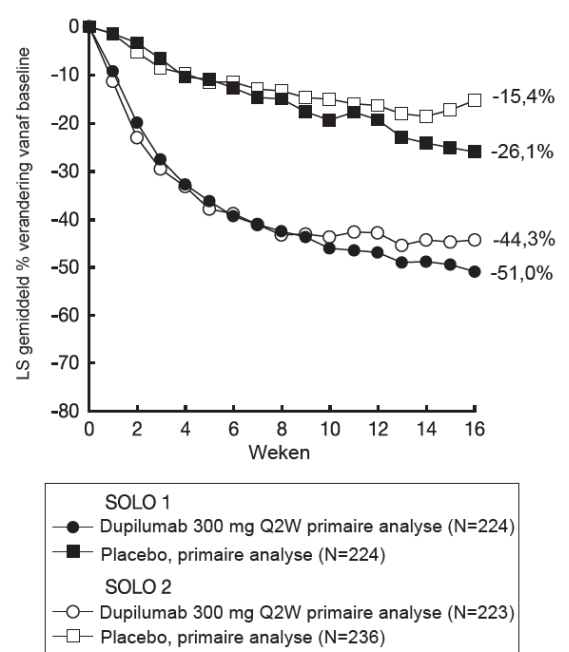 LS gemiddeld % verandering vanaf baseline
0
-10
-20
-30
-40
-50
-60
-70
-80
-15,4%
-26,1%
-44,3%
-51,0%
0 2 4 6 8 10 12 14 16
Weken
SOLO 1
Dupilumab 300 mg Q2W primaire analyse (N=224)
Placebo, primaire analyse (N=224)
SOLO 2
Dupilumab 300 mg Q2W primaire analyse (N=223)
Placebo, primaire analyse (N=236)